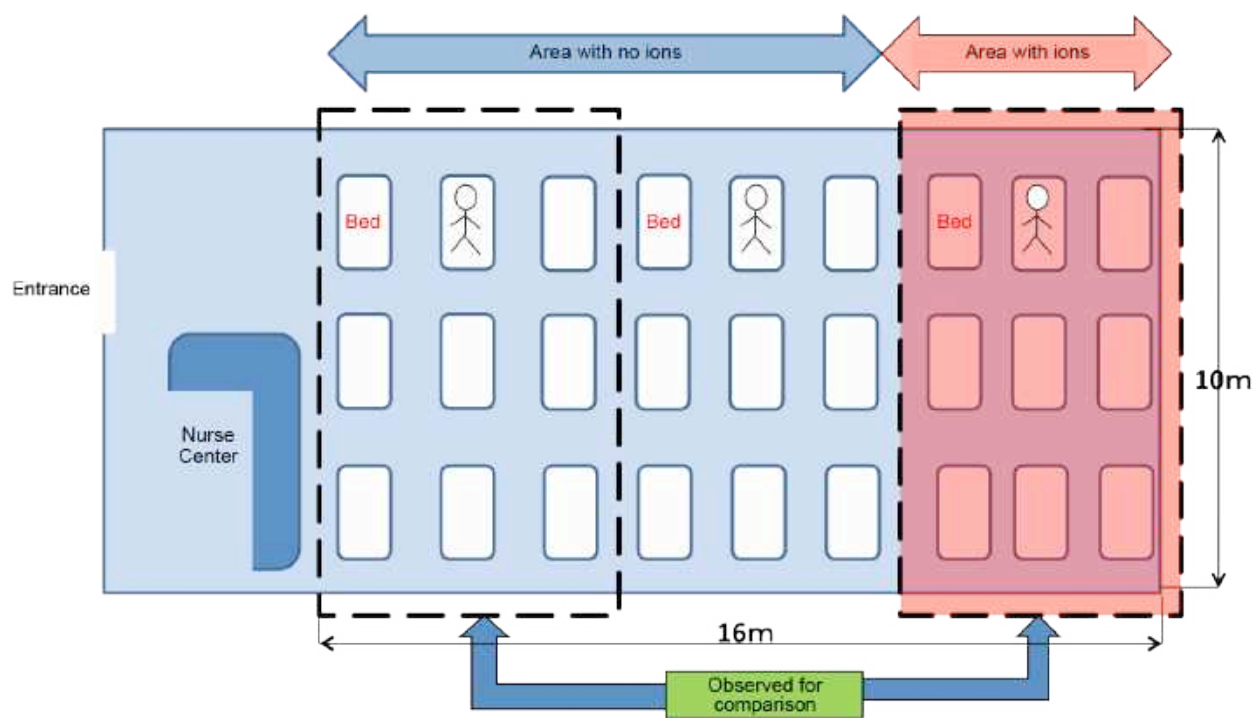 Area with no ions
Area with ions
Bed
Bed
Bed
Entrance
10m
Nurse
Center
16m
Observed for
comparison